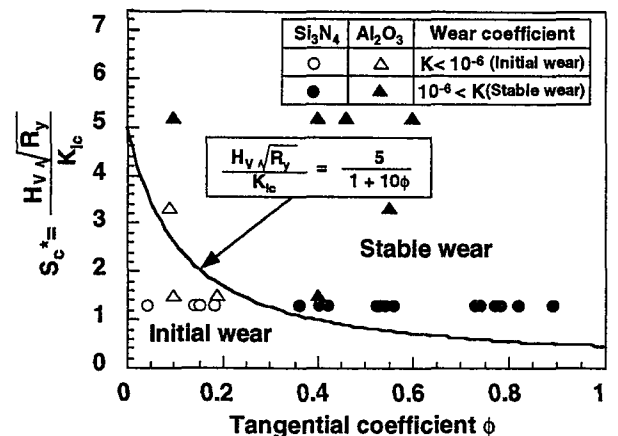 Si₃N₄ Al₂O₃ Wear coefficient
○ △ K< 10⁻⁶ (Initial wear)
● ▲ 10⁻⁶ < K(Stable wear)
7
6
5
4
3
2
1
0
S_c*= H_V√R_y / K_Ic
H_V√R_y / K_Ic = 5 / 1 + 10ϕ
Stable wear
Initial wear
0 0.2 0.4 0.6 0.8 1
Tangential coefficient ϕ